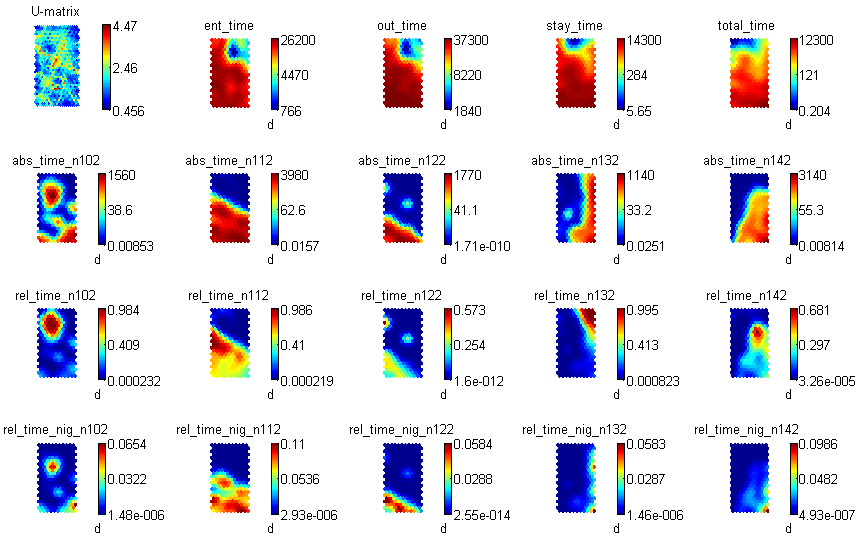 U-matrix
4.47
2.46
0.456
ent_time
26200
4470
766
d
out_time
37300
8220
1840
d
stay_time
14300
284
5.65
d
total_time
12300
121
0.204
d
abs_time_n102
1560
38.6
0.00853
d
abs_time_n112
3980
62.6
0.0157
d
abs_time_n122
1770
41.1
1.71e-010
d
abs_time_n132
1140
33.2
0.0251
d
abs_time_n142
3140
55.3
0.00814
d
rel_time_n102
0.984
0.409
0.000232
d
rel_time_n112
0.986
0.41
0.000219
d
rel_time_n122
0.573
0.254
1.6e-012
d
rel_time_n132
0.995
0.413
0.000823
d
rel_time_n142
0.681
0.297
3.26e-005
d
rel_time_nig_n102
0.0654
0.0322
1.48e-006
d
rel_time_nig_n112
0.11
0.0536
2.93e-006
d
rel_time_nig_n122
0.0584
0.0288
2.55e-014
d
rel_time_nig_n132
0.0583
0.0287
1.46e-006
d
rel_time_nig_n142
0.0986
0.0482
4.93e-007
d